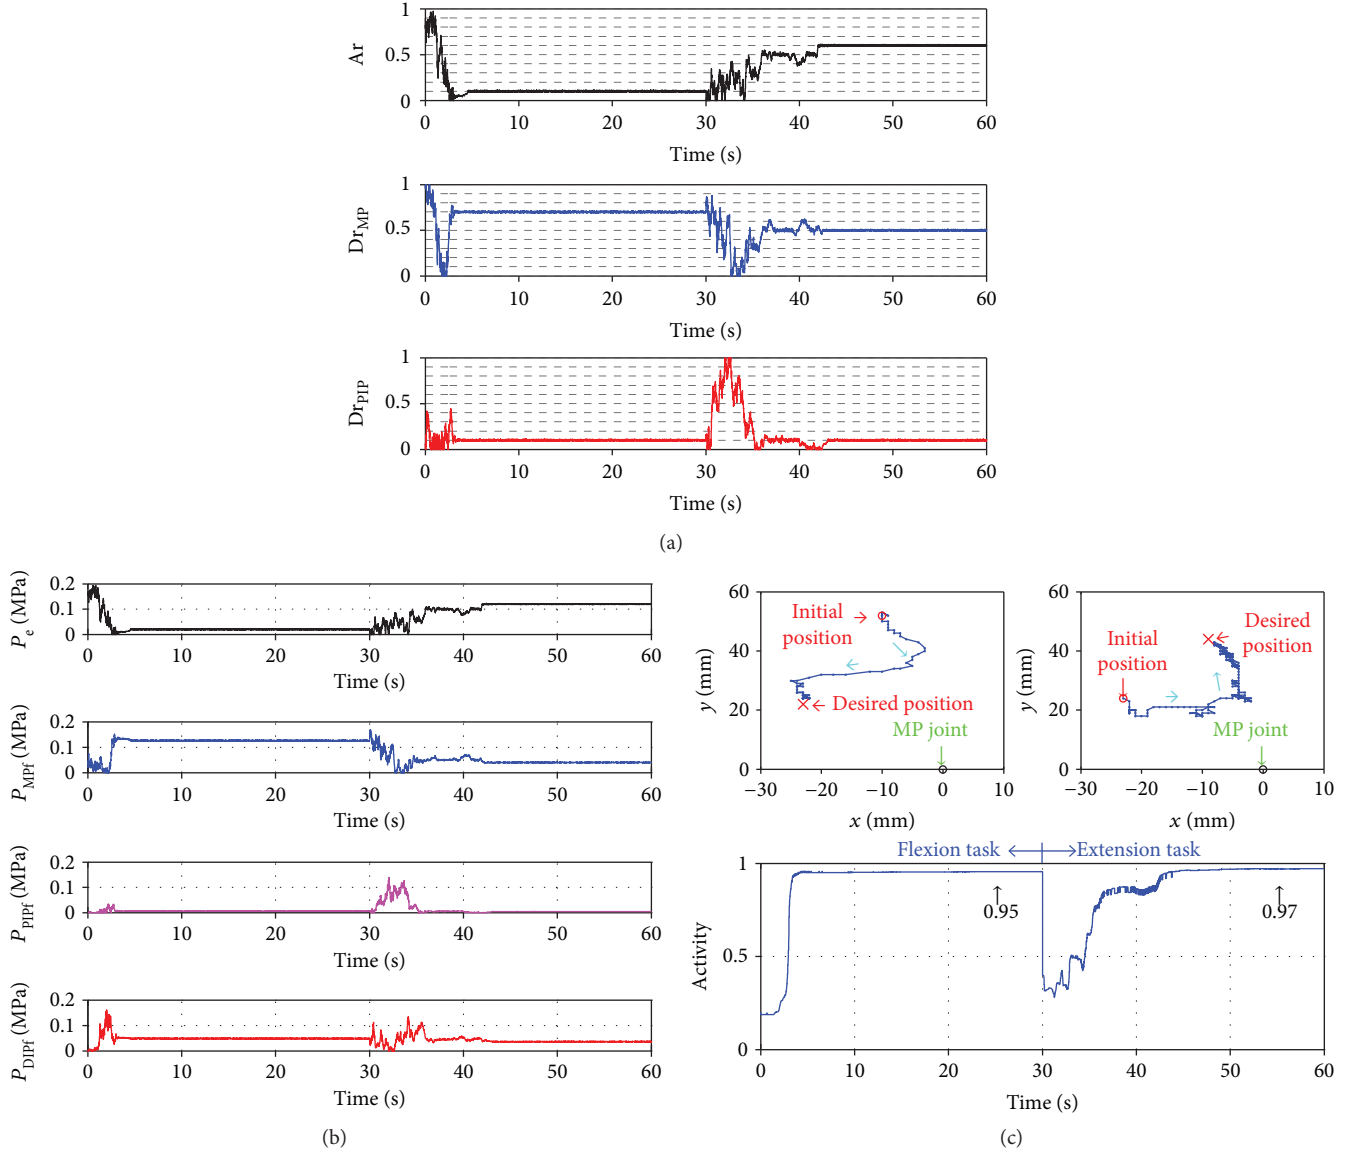 1
0.5
0
Ar
0 10 20 30 40 50 60
Time (s)
1
0.5
0
Dr_MP
0 10 20 30 40 50 60
Time (s)
1
0.5
0
Dr_PIP
0 10 20 30 40 50 60
Time (s)
(a)
0.2
0.1
0
P_e (MPa)
0 10 20 30 40 50 60
Time (s)
0.2
0.1
0
P_MPf (MPa)
0 10 20 30 40 50 60
Time (s)
0.2
0.1
0
P_PIPf (MPa)
0 10 20 30 40 50 60
Time (s)
0.2
0.1
0
P_DIPf (MPa)
0 10 20 30 40 50 60
Time (s)
(b)
60
40
20
0
y (mm)
Initial
position
Desired position
MP joint
−30 −20 −10 0 10
x (mm)
60
40
20
0
y (mm)
Initial
position
Desired
position
MP joint
−30 −20 −10 0 10
x (mm)
Flexion task
Extension task
1
0.5
0
Activity
0.95
0.97
0 10 20 30 40 50 60
Time (s)
(c)